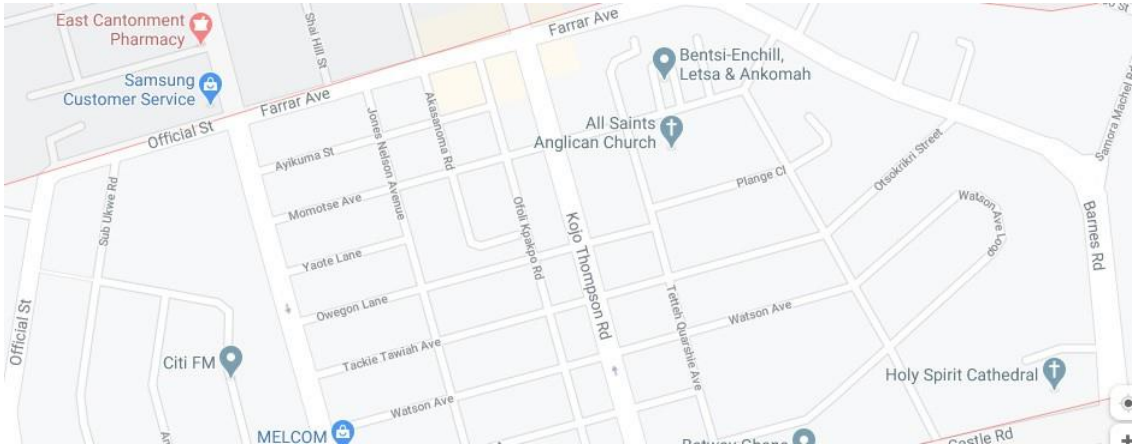 East Cantonment
Pharmacy
Shai Hill St
Farrar Ave
Samsung
Customer Service
Farrar Ave
Official St
Bentsi-Enchill,
Letsa & Ankomah
All Saints
Anglican Church
Samora Machel Rd
Akasanoma Rd
Jones Nelson Avenue
Ayikuma St
Momotse Ave
Sub Ukwe Rd
Ofoli Kpakpo Rd
Plange Cl
Otsokrikri Street
Watson Ave Loop
Barnes Rd
Kojo Thompson Rd
Yaote Lane
Owegon Lane
Tackie Tawiah Ave
Tetteh Quarshie Ave
Watson Ave
Official St
Citi FM
Holy Spirit Cathedral
Watson Ave
MELCOM
Castle Rd